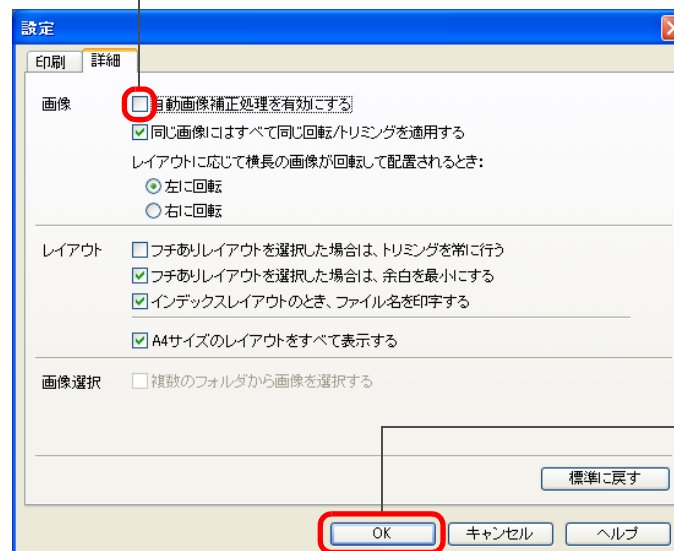 設定
印刷 詳細
画像 自動画像補正処理を有効にする
同じ画像にはすべて同じ回転/トリミングを適用する
レイアウトに応じて横長の画像が回転して配置されるとき:
左に回転
右に回転
レイアウト フチありレイアウトを選択した場合は、トリミングを常に行う
フチありレイアウトを選択した場合は、余白を最小にする
インデックスレイアウトのとき、ファイル名を印字する
A4サイズのレイアウトをすべて表示する
画像選択 複数のフォルダから画像を選択する
標準に戻す
OK キャンセル ヘルプ